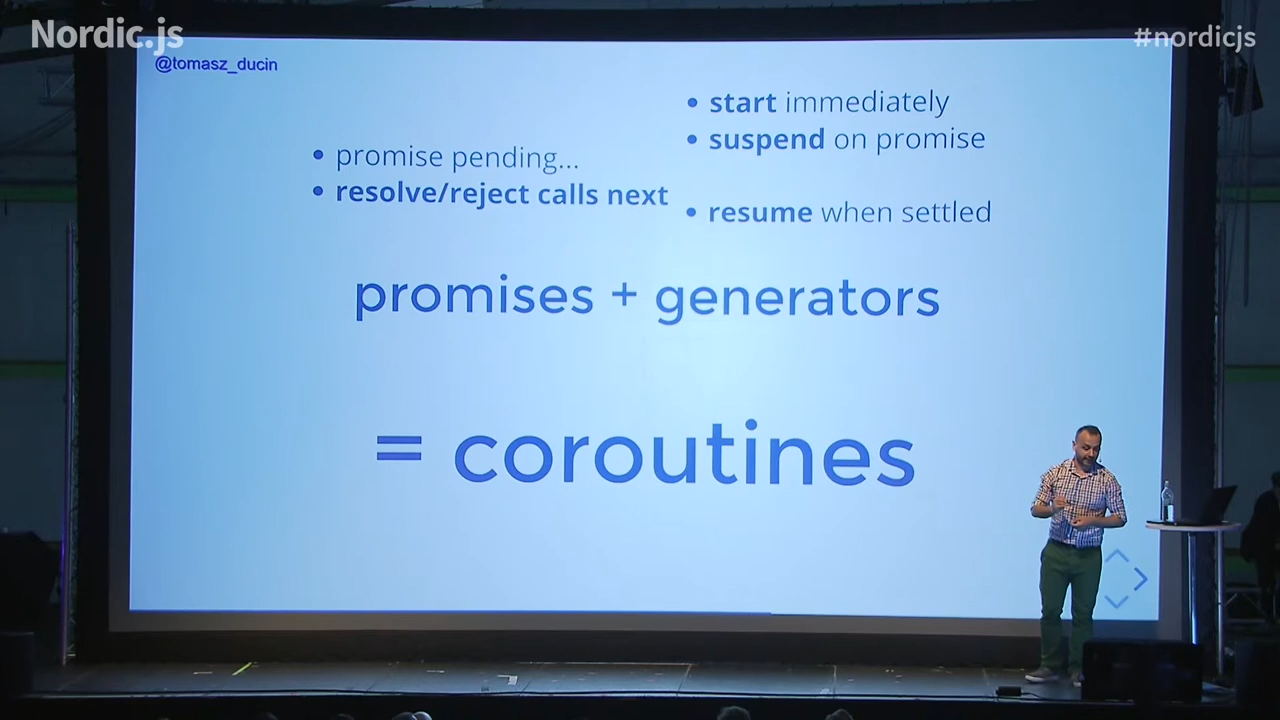 Nordic.js
#nordicjs
@tomasz_ducin
• start immediately
• suspend on promise
• promise pending...
• resolve/reject calls next
• resume when settled
promises + generators
= coroutines